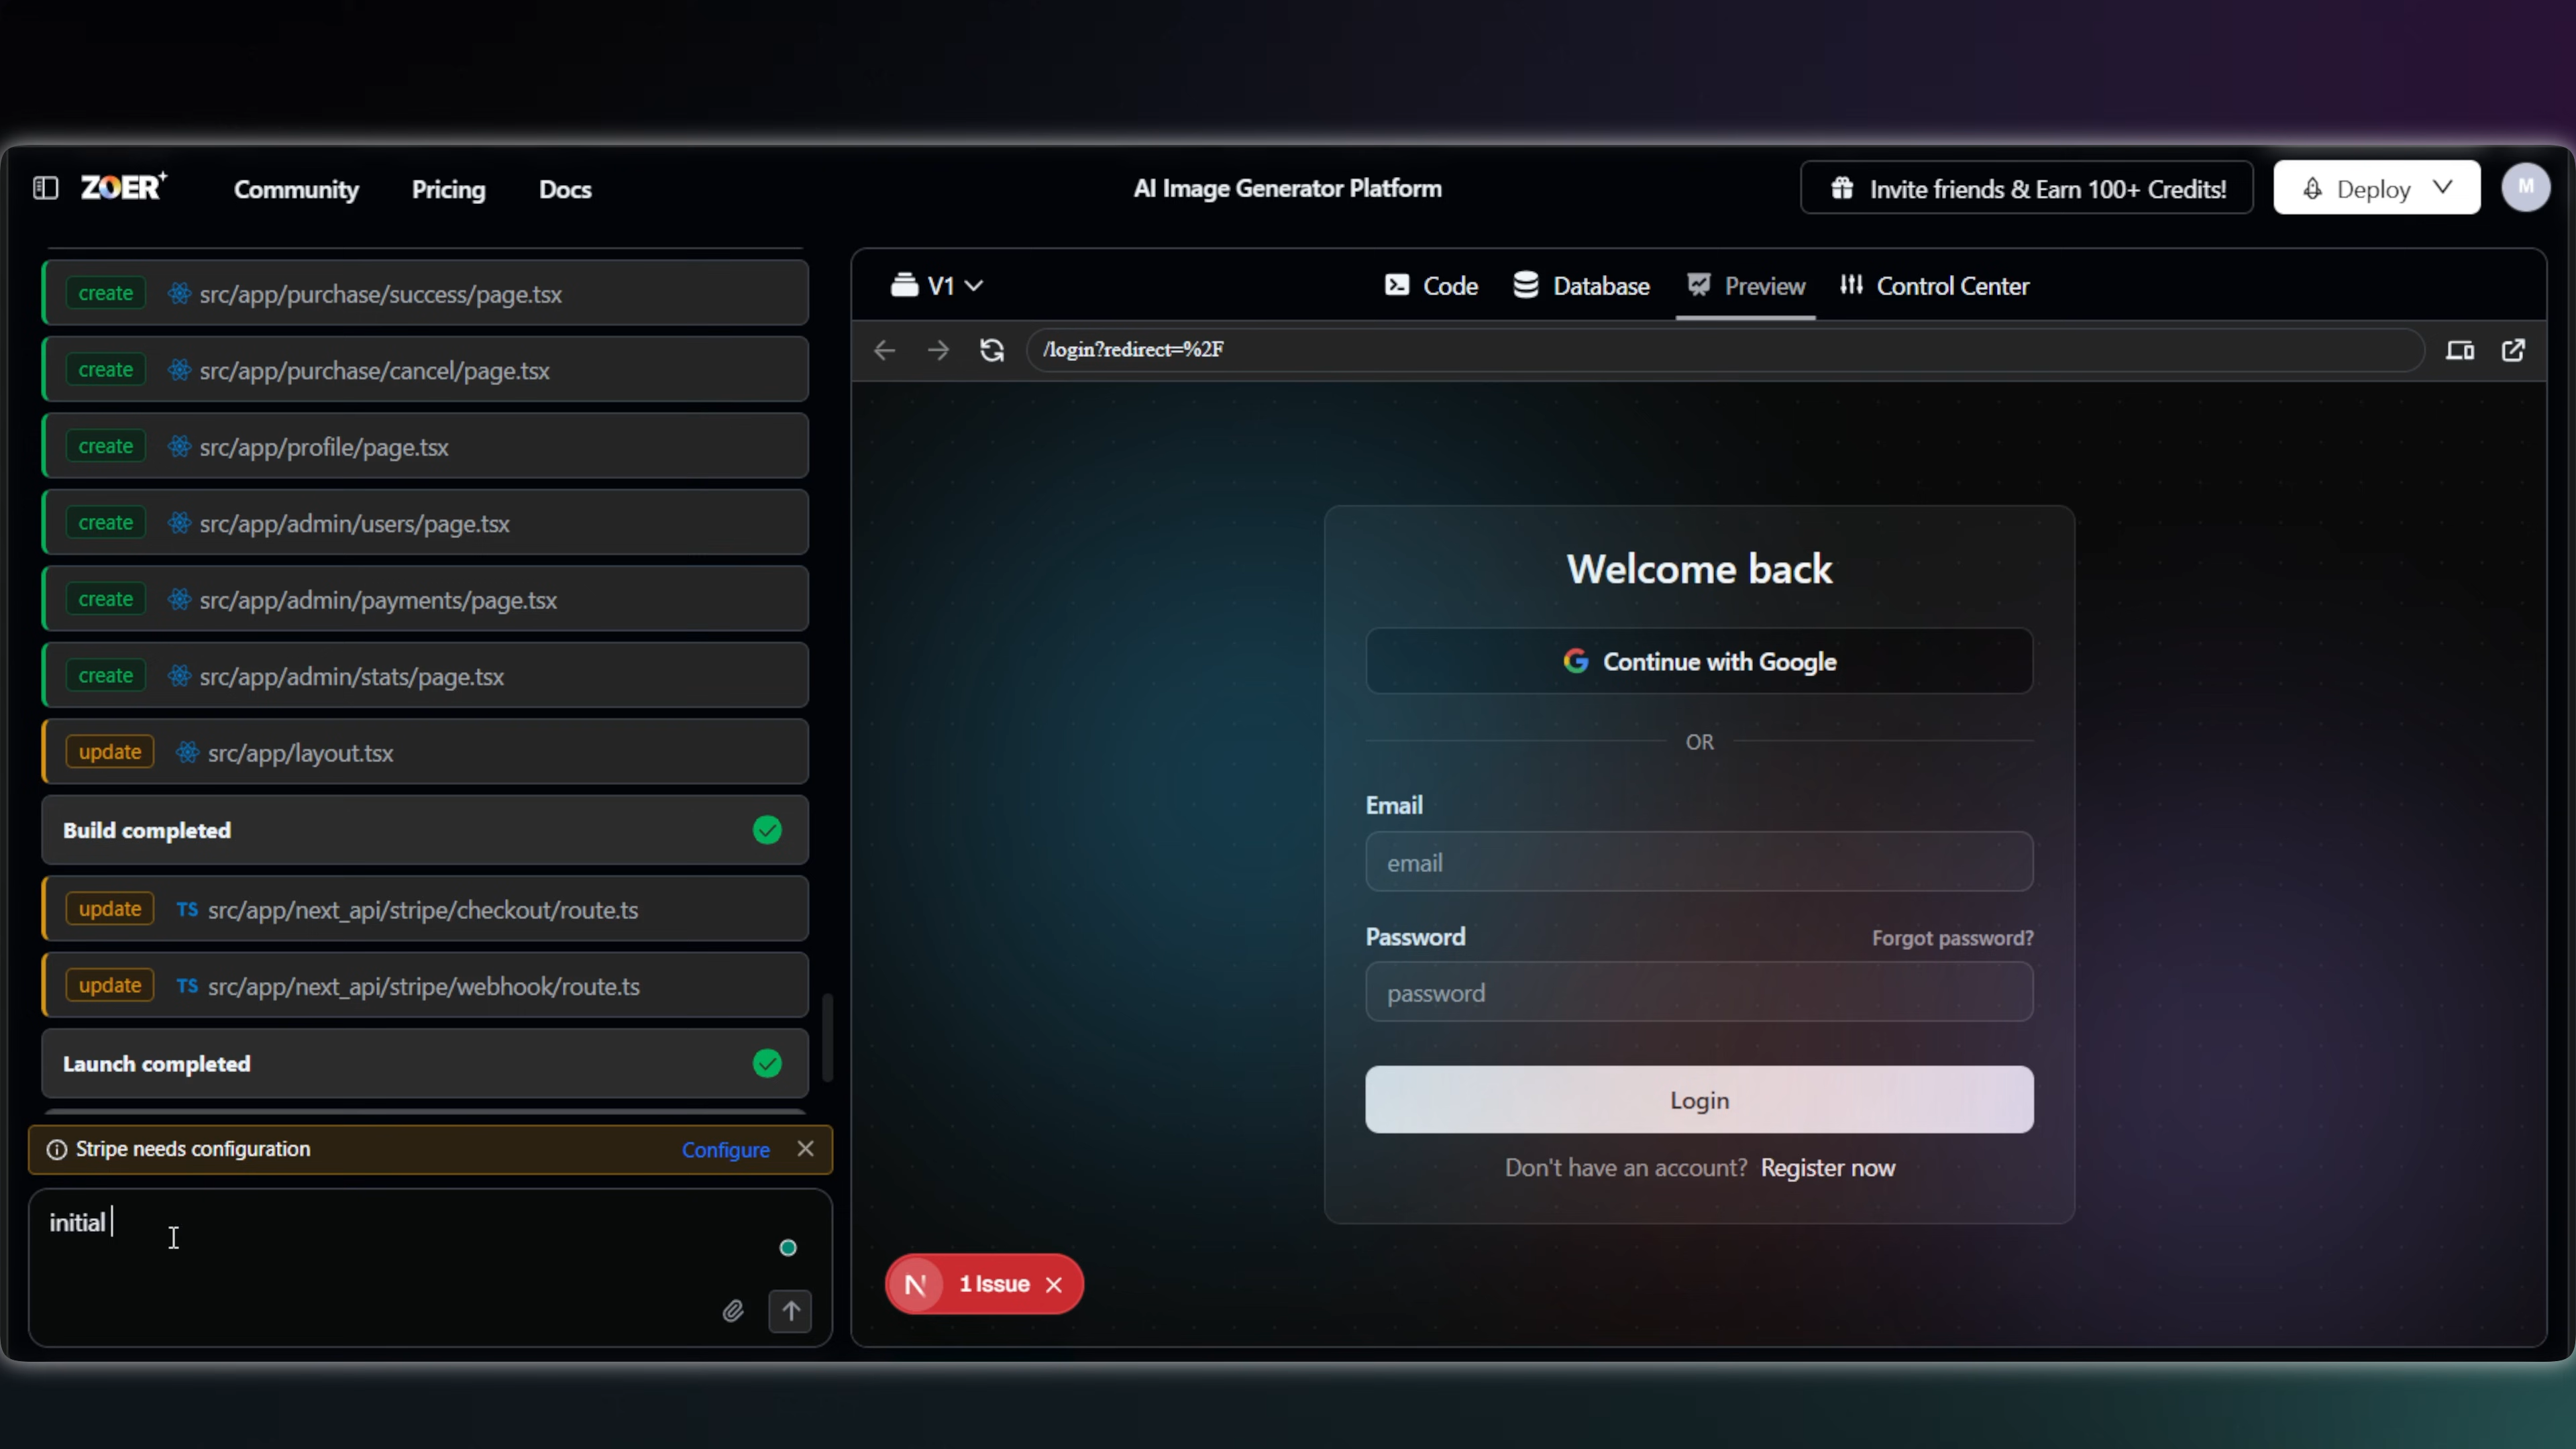 ZOER+
Community
Pricing
Docs
AI Image Generator Platform
Invite friends & Earn 100+ Credits!
Deploy
M
create src/app/purchase/success/page.tsx
create src/app/purchase/cancel/page.tsx
create src/app/profile/page.tsx
create src/app/admin/users/page.tsx
create src/app/admin/payments/page.tsx
create src/app/admin/stats/page.tsx
update src/app/layout.tsx
Build completed
update TS src/app/next_api/stripe/checkout/route.ts
update TS src/app/next_api/stripe/webhook/route.ts
Launch completed
Stripe needs configuration Configure
initial
V1
Code
Database
Preview
Control Center
/login?redirect=%2F
Welcome back
G Continue with Google
OR
Email
email
Password Forgot password?
password
Login
Don't have an account? Register now
N 1 Issue